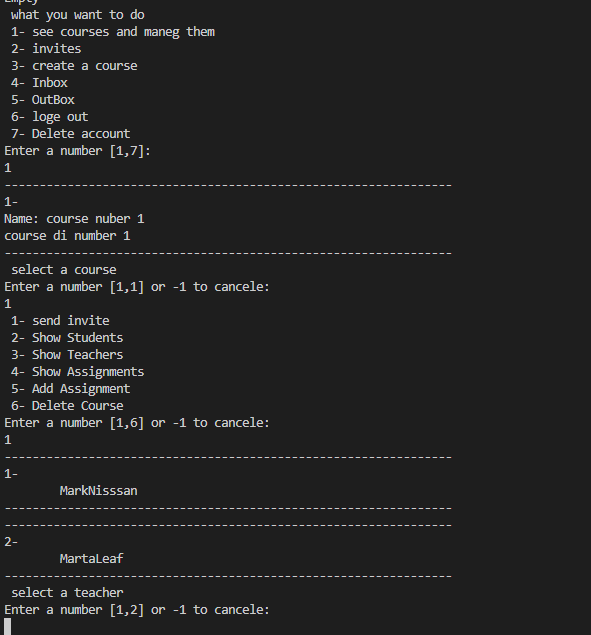 Empty
what you want to do
1- see courses and maneg them
2- invites
3- create a course
4- Inbox
5- OutBox
6- loge out
7- Delete account
Enter a number [1,7]:
1
----------------------------------------------------------------
1-
Name: course nuber 1
course di number 1
----------------------------------------------------------------
select a course
Enter a number [1,1] or -1 to cancele:
1
1- send invite
2- Show Students
3- Show Teachers
4- Show Assignments
5- Add Assignment
6- Delete Course
Enter a number [1,6] or -1 to cancele:
1
----------------------------------------------------------------
1-
MarkNisssan
----------------------------------------------------------------
----------------------------------------------------------------
2-
MartaLeaf
----------------------------------------------------------------
select a teacher
Enter a number [1,2] or -1 to cancele: